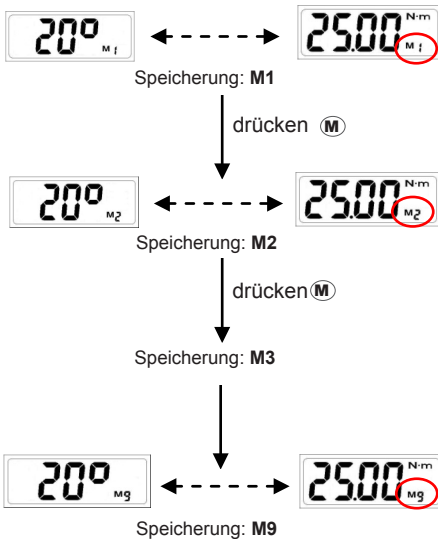 20° M1 25.00 N·m M1
Speicherung: M1
drücken M
20° M2 25.00 N·m M2
Speicherung: M2
drücken M
Speicherung: M3
20° M9 25.00 N·m M9
Speicherung: M9